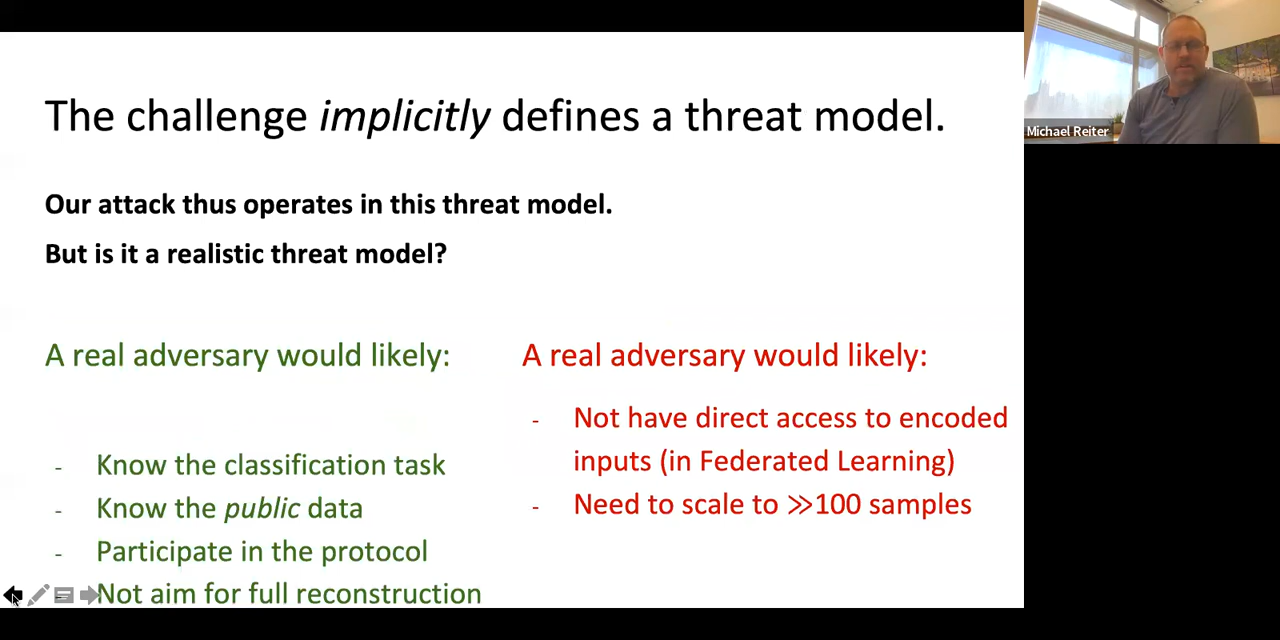 The challenge implicitly defines a threat model.
Our attack thus operates in this threat model.
But is it a realistic threat model?
A real adversary would likely:
- Know the classification task
- Know the public data
- Participate in the protocol
- Not aim for full reconstruction
A real adversary would likely:
- Not have direct access to encoded
inputs (in Federated Learning)
- Need to scale to ≫100 samples
Michael Reiter